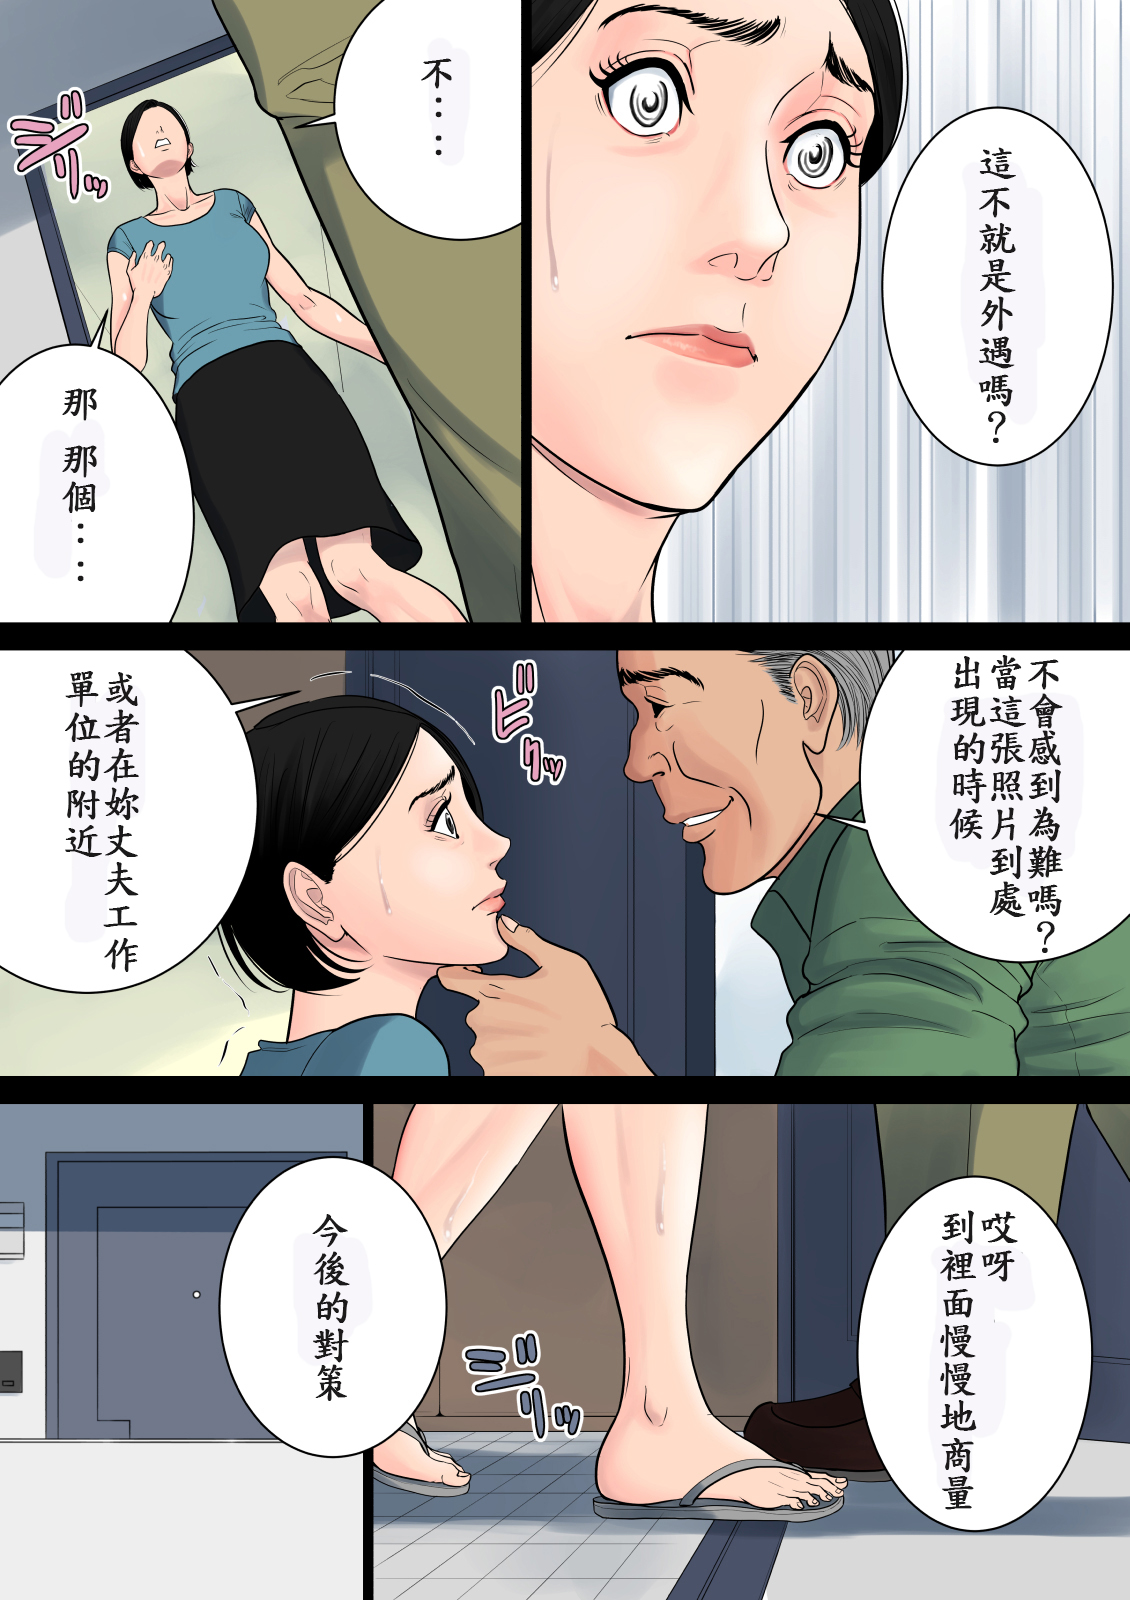 這不就是外遇嗎?
不‥‥
ジリッ
那 那個‥‥
不會感到為難嗎?
當這張照片到處
出現的時候
ビクッ
或者在妳丈夫工作
單位的附近
哎呀
到裡面慢慢地商量
ジリッ
今後的對策